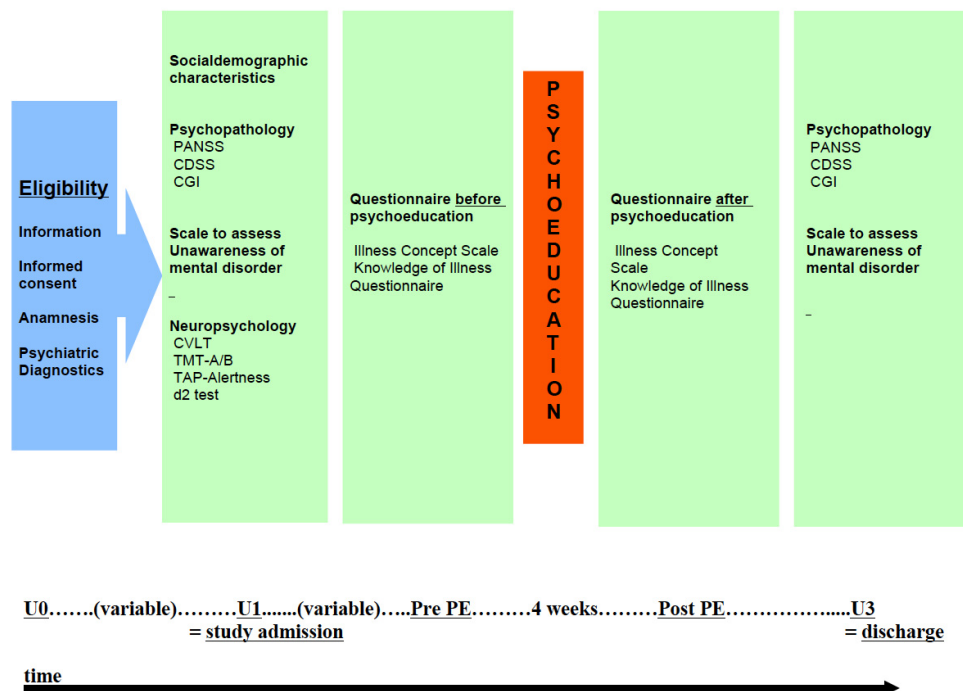 Eligibility
Information
Informed
consent
Anamnesis
Psychiatric
Diagnostics
Socialdemographic
characteristics
Psychopathology
PANSS
CDSS
CGI
Scale to assess
Unawareness of
mental disorder
_
Neuropsychology
CVLT
TMT-A/B
TAP-Alertness
d2 test
Questionnaire before
psychoeducation
Illness Concept Scale
Knowledge of Illness
Questionnaire
P
S
Y
C
H
O
E
D
U
C
A
T
I
O
N
Questionnaire after
psychoeducation
Illness Concept
Scale
Knowledge of Illness
Questionnaire
Psychopathology
PANSS
CDSS
CGI
Scale to assess
Unawareness of
mental disorder
_
U0…….(variable)………U1.......(variable)…..Pre PE………4 weeks………Post PE…………….....U3
= study admission = discharge
time